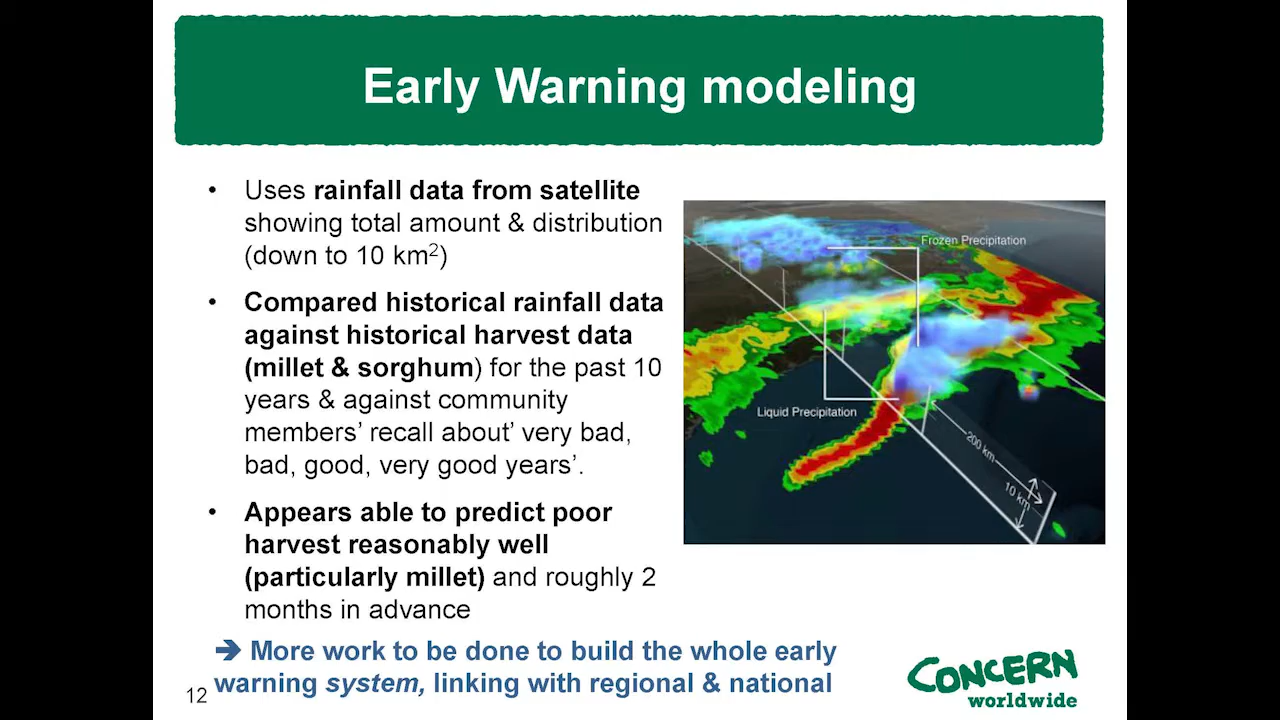 Early Warning modeling
• Uses rainfall data from satellite
showing total amount & distribution
(down to 10 km²)
• Compared historical rainfall data
against historical harvest data
(millet & sorghum) for the past 10
years & against community
members’ recall about’ very bad,
bad, good, very good years’.
• Appears able to predict poor
harvest reasonably well
(particularly millet) and roughly 2
months in advance
➔ More work to be done to build the whole early
warning system, linking with regional & national
12
Frozen Precipitation
Liquid Precipitation
200 km
10 km
CONCERN
worldwide